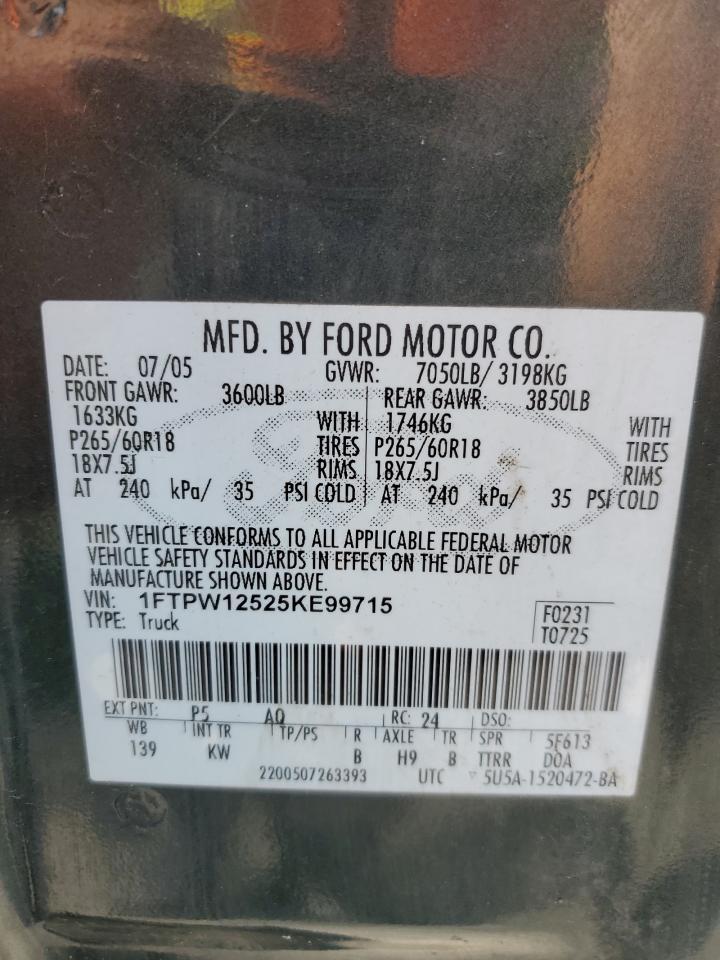 MFD. BY FORD MOTOR CO.
DATE: 07/05 GVWR: 7050LB/ 3198KG
FRONT GAWR: 3600LB REAR GAWR: 3850LB
1633KG WITH 1746KG WITH
P265/60R18 TIRES P265/60R18 TIRES
18X7.5J RIMS 18X7.5J RIMS
AT 240 kPa/ 35 PSI COLD AT 240 kPa/ 35 PSI COLD
THIS VEHICLE CONFORMS TO ALL APPLICABLE FEDERAL MOTOR
VEHICLE SAFETY STANDARDS IN EFFECT ON THE DATE OF
MANUFACTURE SHOWN ABOVE.
VIN: 1FTPW12525KE99715 F0231
TYPE: Truck T0725
EXT PNT: P5 AQ RC: 24 DSO:
WB INT TR TP/PS R AXLE TR SPR 5F613
139 KW B H9 B TTRR DOA
2200507263393 UTC 5U5A-1520472-BA